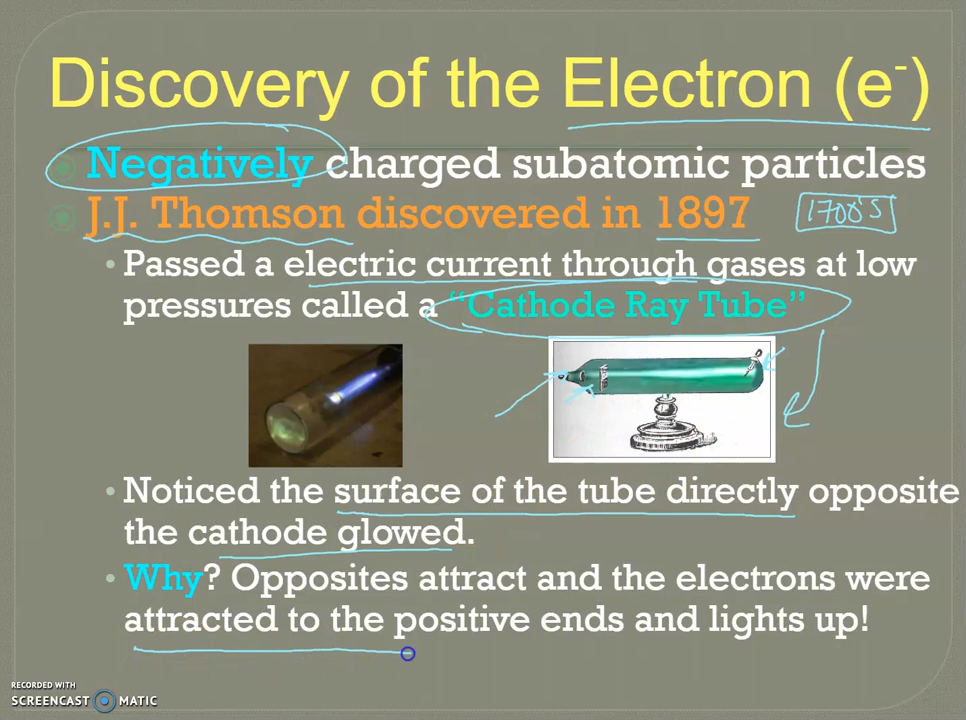 Discovery of the Electron (e-)
Negatively charged subatomic particles
J.J. Thomson discovered in 1897 1700's
• Passed a electric current through gases at low
pressures called a “Cathode Ray Tube”
• Noticed the surface of the tube directly opposite
the cathode glowed.
• Why? Opposites attract and the electrons were
attracted to the positive ends and lights up!
RECORDED WITH
SCREENCAST MATIC